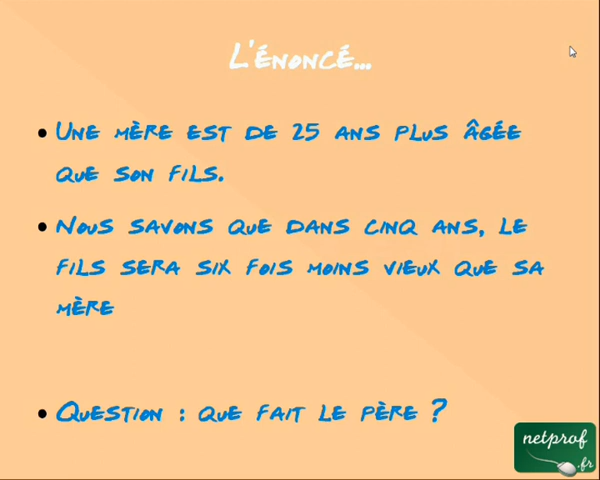 L'énoncé...
• Une mère est de 25 ans plus âgée
que son fils.
• Nous savons que dans cinq ans, le
fils sera six fois moins vieux que sa
mère
• Question : que fait le père ?
netprof
.fr